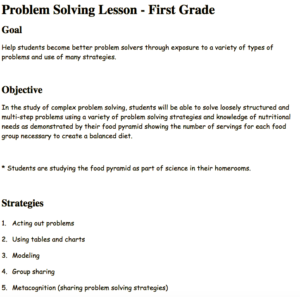 Problem Solving Lesson - First Grade
Goal
Help students become better problem solvers through exposure to a variety of types of
problems and use of many strategies.
Objective
In the study of complex problem solving, students will be able to solve loosely structured and
multi-step problems using a variety of problem solving strategies and knowledge of nutritional
needs as demonstrated by their food pyramid showing the number of servings for each food
group necessary to create a balanced diet.
* Students are studying the food pyramid as part of science in their homerooms.
Strategies
1. Acting out problems
2. Using tables and charts
3. Modeling
4. Group sharing
5. Metacognition (sharing problem solving strategies)